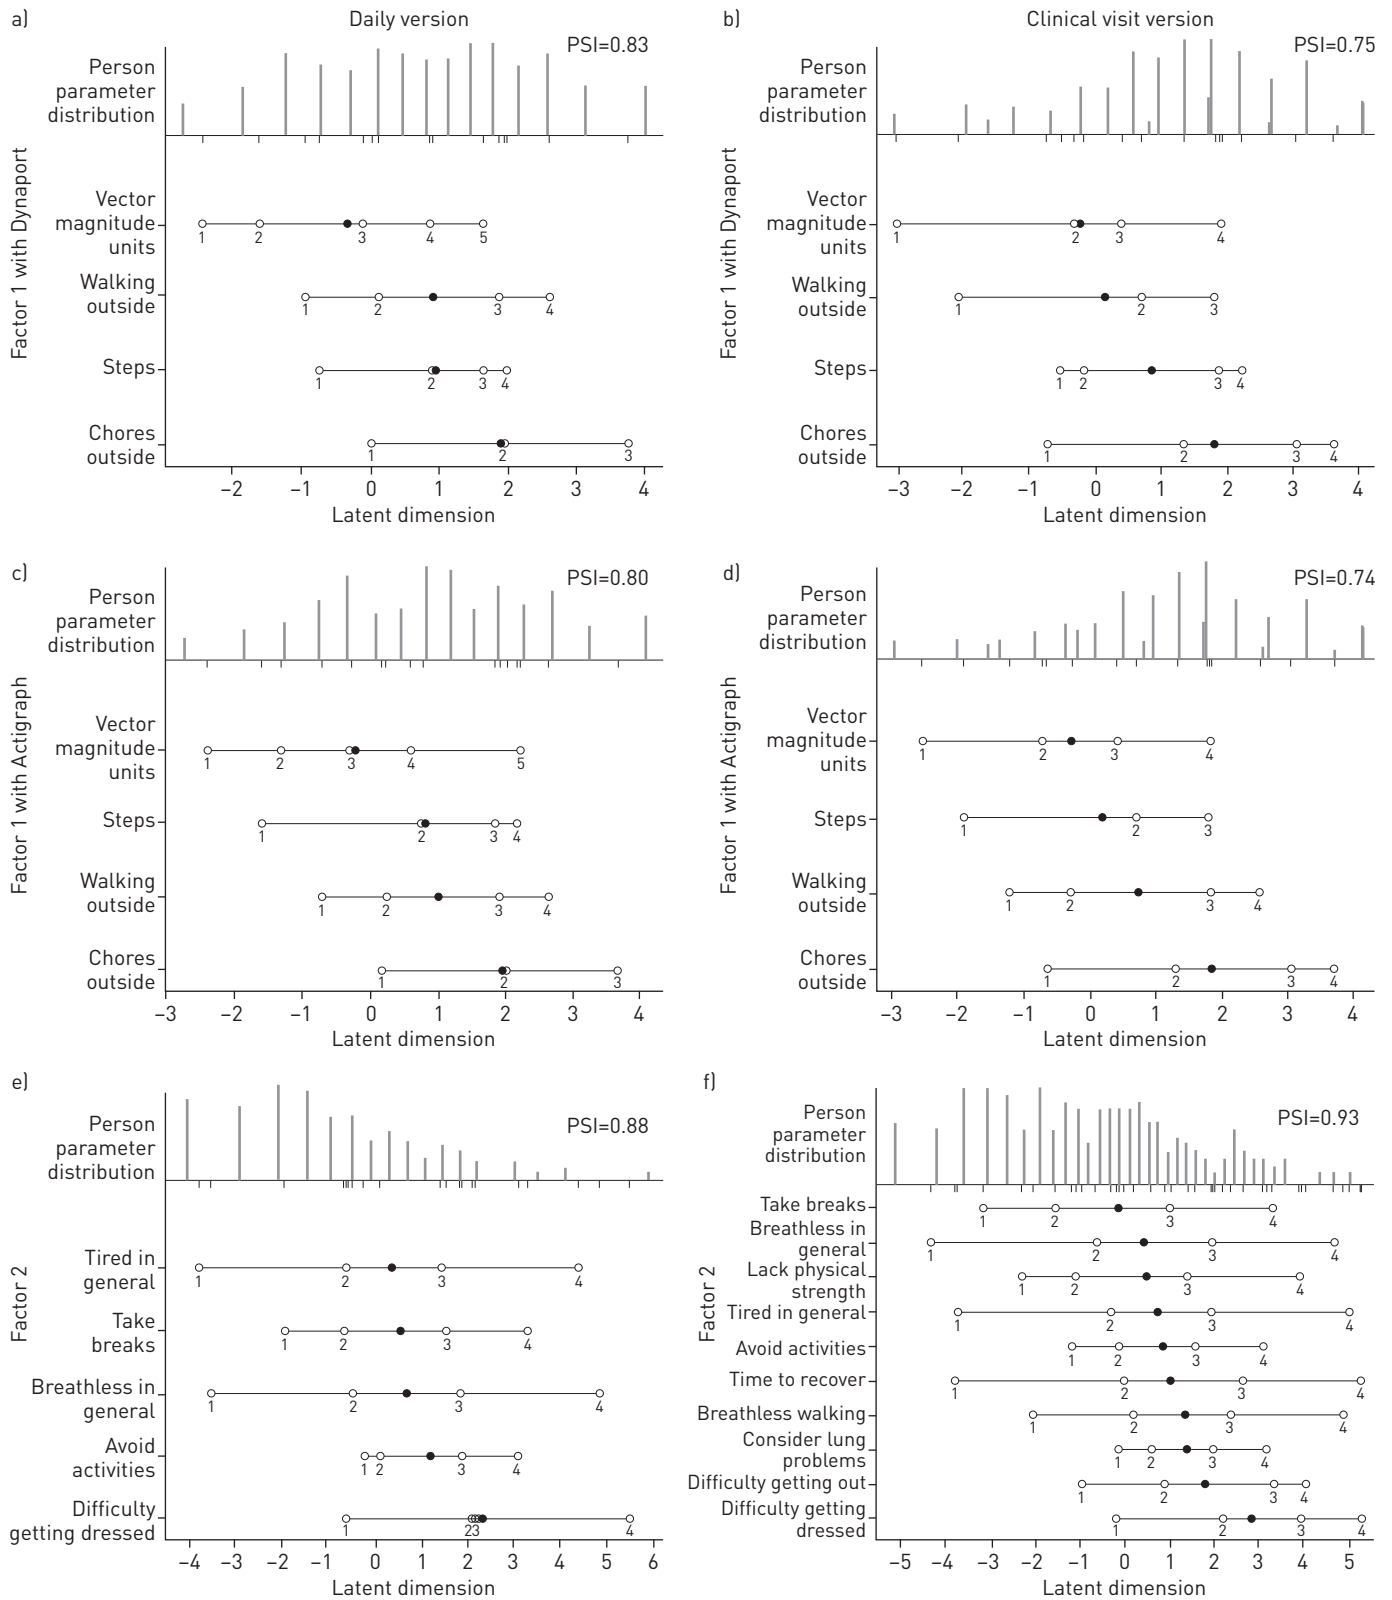 a)
Daily version
PSI=0.83
Person
parameter
distribution
Factor 1 with Dynaport
Vector
magnitude
units
1 2 3 4 5
Walking
outside
1 2 3 4
Steps
1 2 3 4
Chores
outside
1 2 3
−2 −1 0 1 2 3 4
Latent dimension
b)
Clinical visit version
PSI=0.75
Person
parameter
distribution
Factor 1 with Dynaport
Vector
magnitude
units
1 2 3 4
Walking
outside
1 2 3
Steps
1 2 3 4
Chores
outside
1 2 3 4
−3 −2 −1 0 1 2 3 4
Latent dimension
c)
PSI=0.80
Person
parameter
distribution
Factor 1 with Actigraph
Vector
magnitude
units
1 2 3 4 5
Steps
1 2 3 4
Walking
outside
1 2 3 4
Chores
outside
1 2 3
−3 −2 −1 0 1 2 3 4
Latent dimension
d)
PSI=0.74
Person
parameter
distribution
Factor 1 with Actigraph
Vector
magnitude
units
1 2 3 4
Steps
1 2 3
Walking
outside
1 2 3 4
Chores
outside
1 2 3 4
−3 −2 −1 0 1 2 3 4
Latent dimension
e)
PSI=0.88
Person
parameter
distribution
Factor 2
Tired in
general
1 2 3 4
Take
breaks
1 2 3 4
Breathless in
general
1 2 3 4
Avoid
activities
1 2 3 4
Difficulty
getting dressed
1 23 4
−4 −3 −2 −1 0 1 2 3 4 5 6
Latent dimension
f)
PSI=0.93
Person
parameter
distribution
Factor 2
Take breaks
1 2 3 4
Breathless in
general
1 2 3 4
Lack physical
strength
1 2 3 4
Tired in general
1 2 3 4
Avoid activities
1 2 3 4
Time to recover
1 2 3 4
Breathless walking
1 2 3 4
Consider lung
problems
1 2 3 4
Difficulty getting out
1 2 3 4
Difficulty getting
dressed
1 2 3 4
−5 −4 −3 −2 −1 0 1 2 3 4 5
Latent dimension